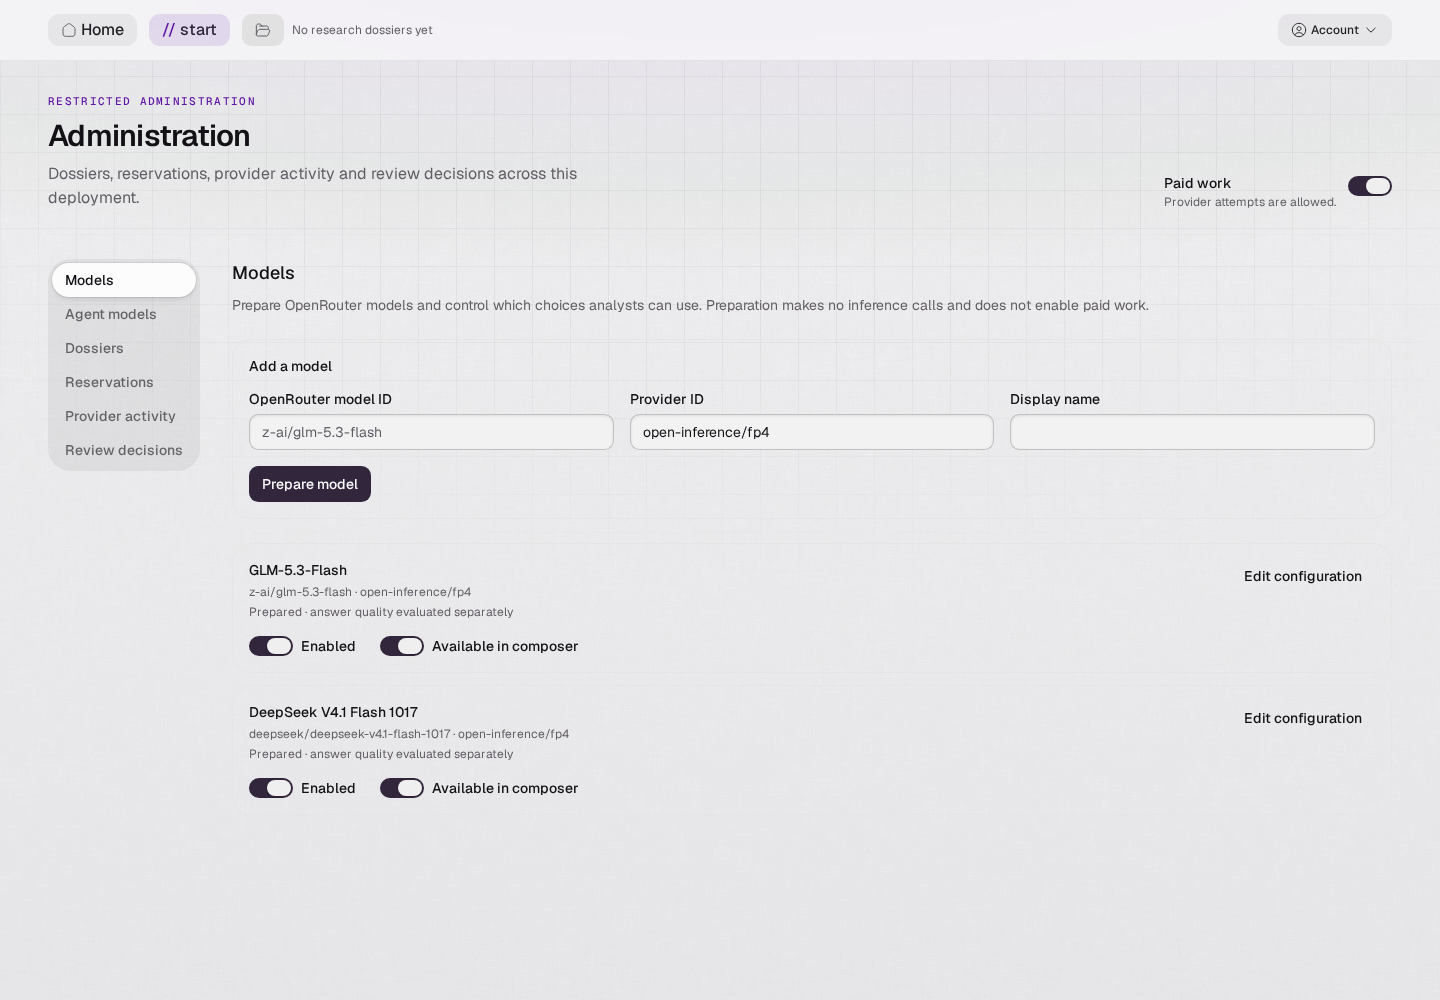 Home
// start
No research dossiers yet
Account
RESTRICTED ADMINISTRATION
Administration
Dossiers, reservations, provider activity and review decisions across this
deployment.
Paid work
Provider attempts are allowed.
Models
Agent models
Dossiers
Reservations
Provider activity
Review decisions
Models
Prepare OpenRouter models and control which choices analysts can use. Preparation makes no inference calls and does not enable paid work.
Add a model
OpenRouter model ID
Provider ID
Display name
z-ai/glm-5.3-flash
open-inference/fp4
Prepare model
GLM-5.3-Flash
Edit configuration
z-ai/glm-5.3-flash · open-inference/fp4
Prepared · answer quality evaluated separately
Enabled
Available in composer
DeepSeek V4.1 Flash 1017
Edit configuration
deepseek/deepseek-v4.1-flash-1017 · open-inference/fp4
Prepared · answer quality evaluated separately
Enabled
Available in composer